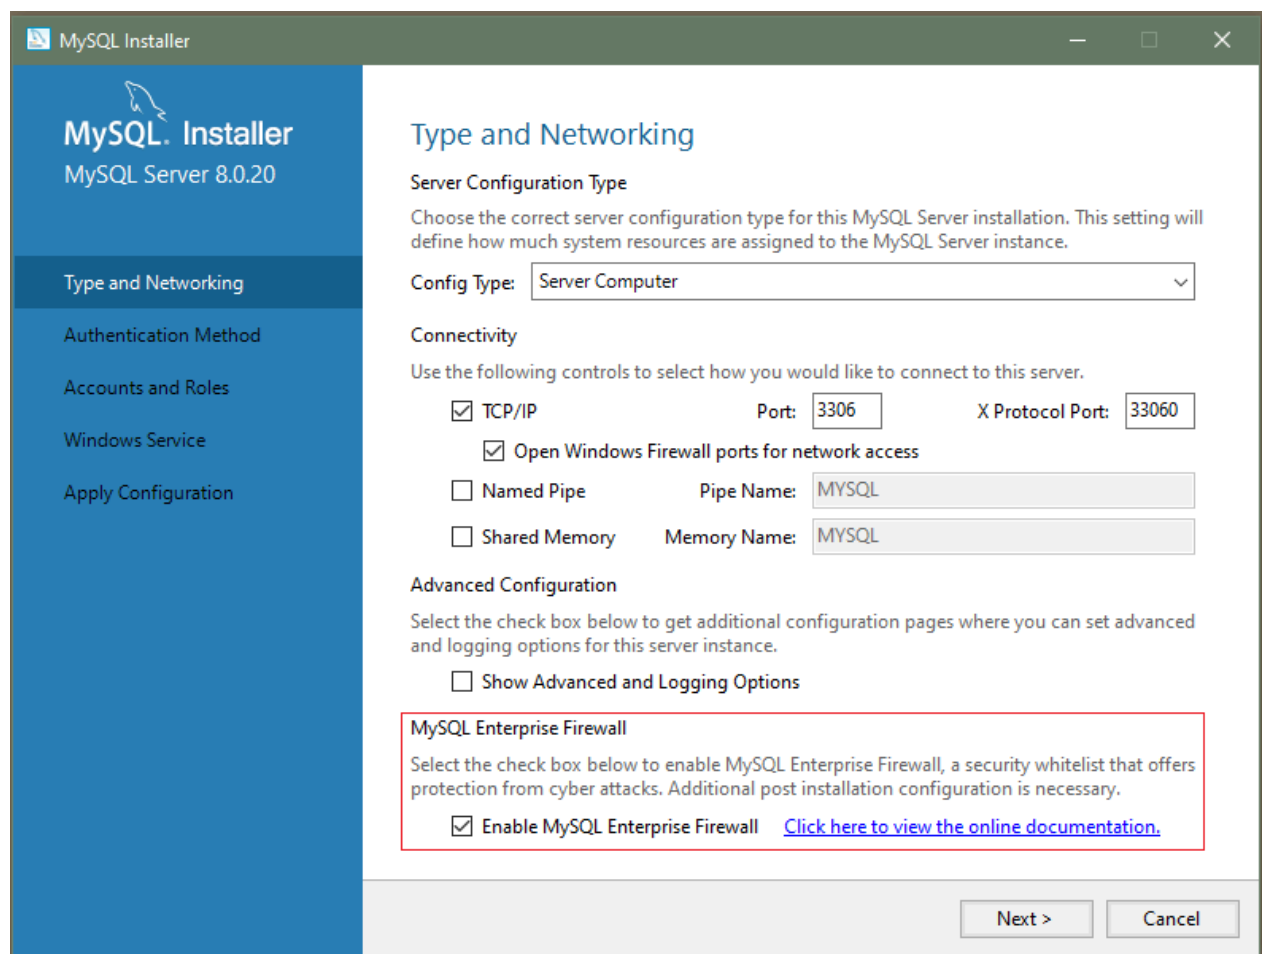 MySQL Installer
MySQL. Installer
MySQL Server 8.0.20
Type and Networking
Authentication Method
Accounts and Roles
Windows Service
Apply Configuration
Type and Networking
Server Configuration Type
Choose the correct server configuration type for this MySQL Server installation. This setting will
define how much system resources are assigned to the MySQL Server instance.
Config Type: Server Computer
Connectivity
Use the following controls to select how you would like to connect to this server.
TCP/IP Port: 3306 X Protocol Port: 33060
Open Windows Firewall ports for network access
Named Pipe Pipe Name: MYSQL
Shared Memory Memory Name: MYSQL
Advanced Configuration
Select the check box below to get additional configuration pages where you can set advanced
and logging options for this server instance.
Show Advanced and Logging Options
MySQL Enterprise Firewall
Select the check box below to enable MySQL Enterprise Firewall, a security whitelist that offers
protection from cyber attacks. Additional post installation configuration is necessary.
Enable MySQL Enterprise Firewall Click here to view the online documentation.
Next > Cancel